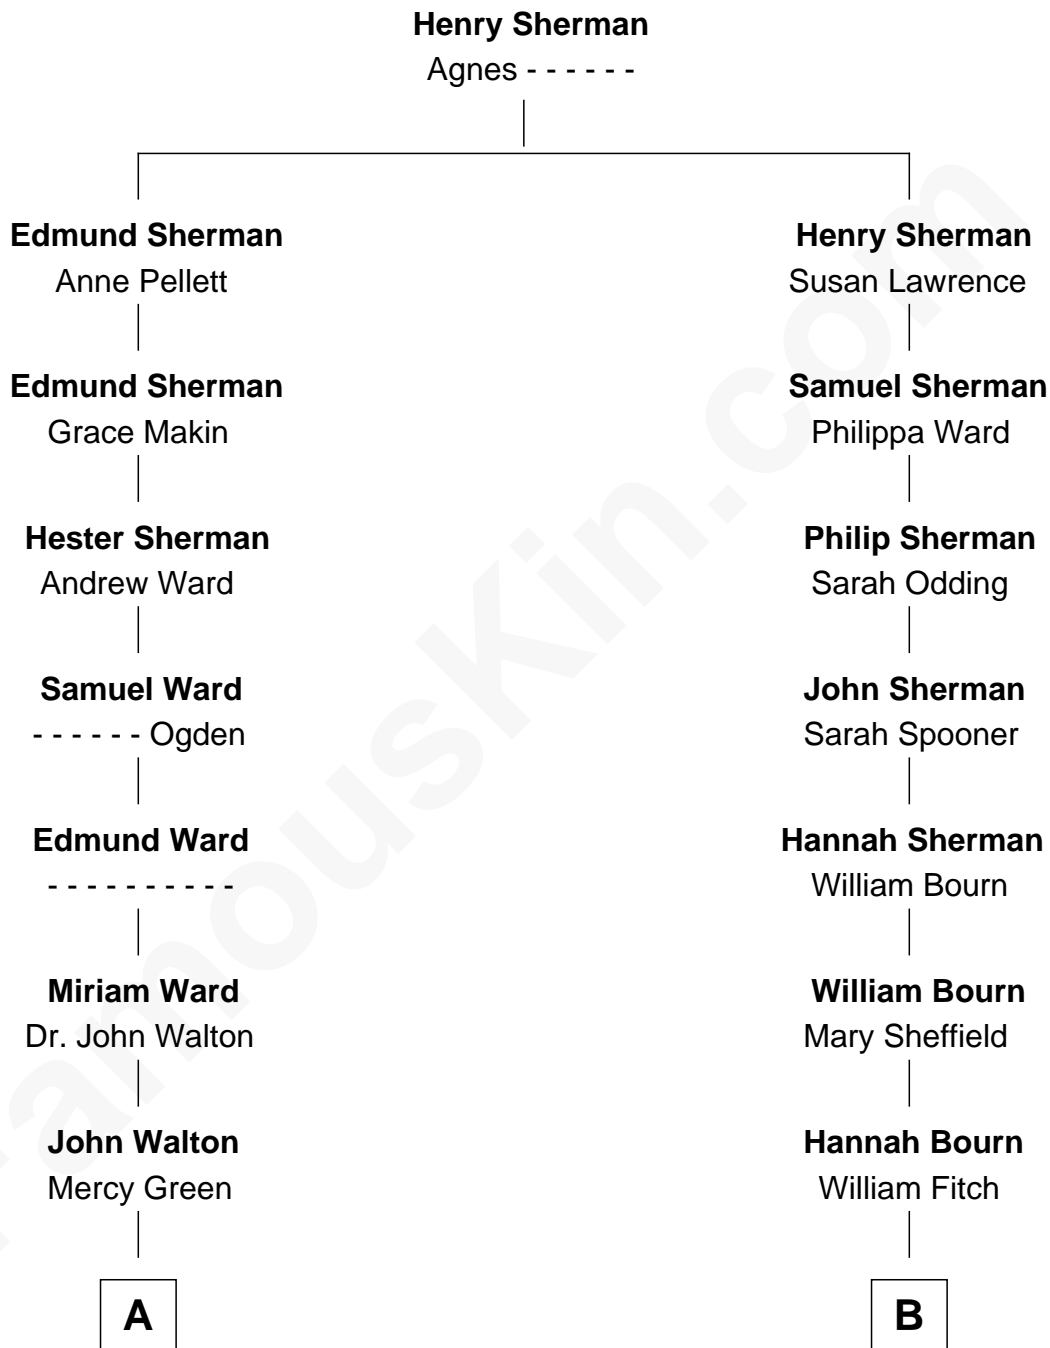 Henry Sherman
Agnes - - - - - -
Edmund Sherman
Anne Pellett
Henry Sherman
Susan Lawrence
Edmund Sherman
Grace Makin
Samuel Sherman
Philippa Ward
Hester Sherman
Andrew Ward
Philip Sherman
Sarah Odding
Samuel Ward
- - - - - - Ogden
John Sherman
Sarah Spooner
Edmund Ward
- - - - - - - - - -
Hannah Sherman
William Bourn
Miriam Ward
Dr. John Walton
William Bourn
Mary Sheffield
John Walton
Mercy Green
Hannah Bourn
William Fitch
A
B
FamousKin.com